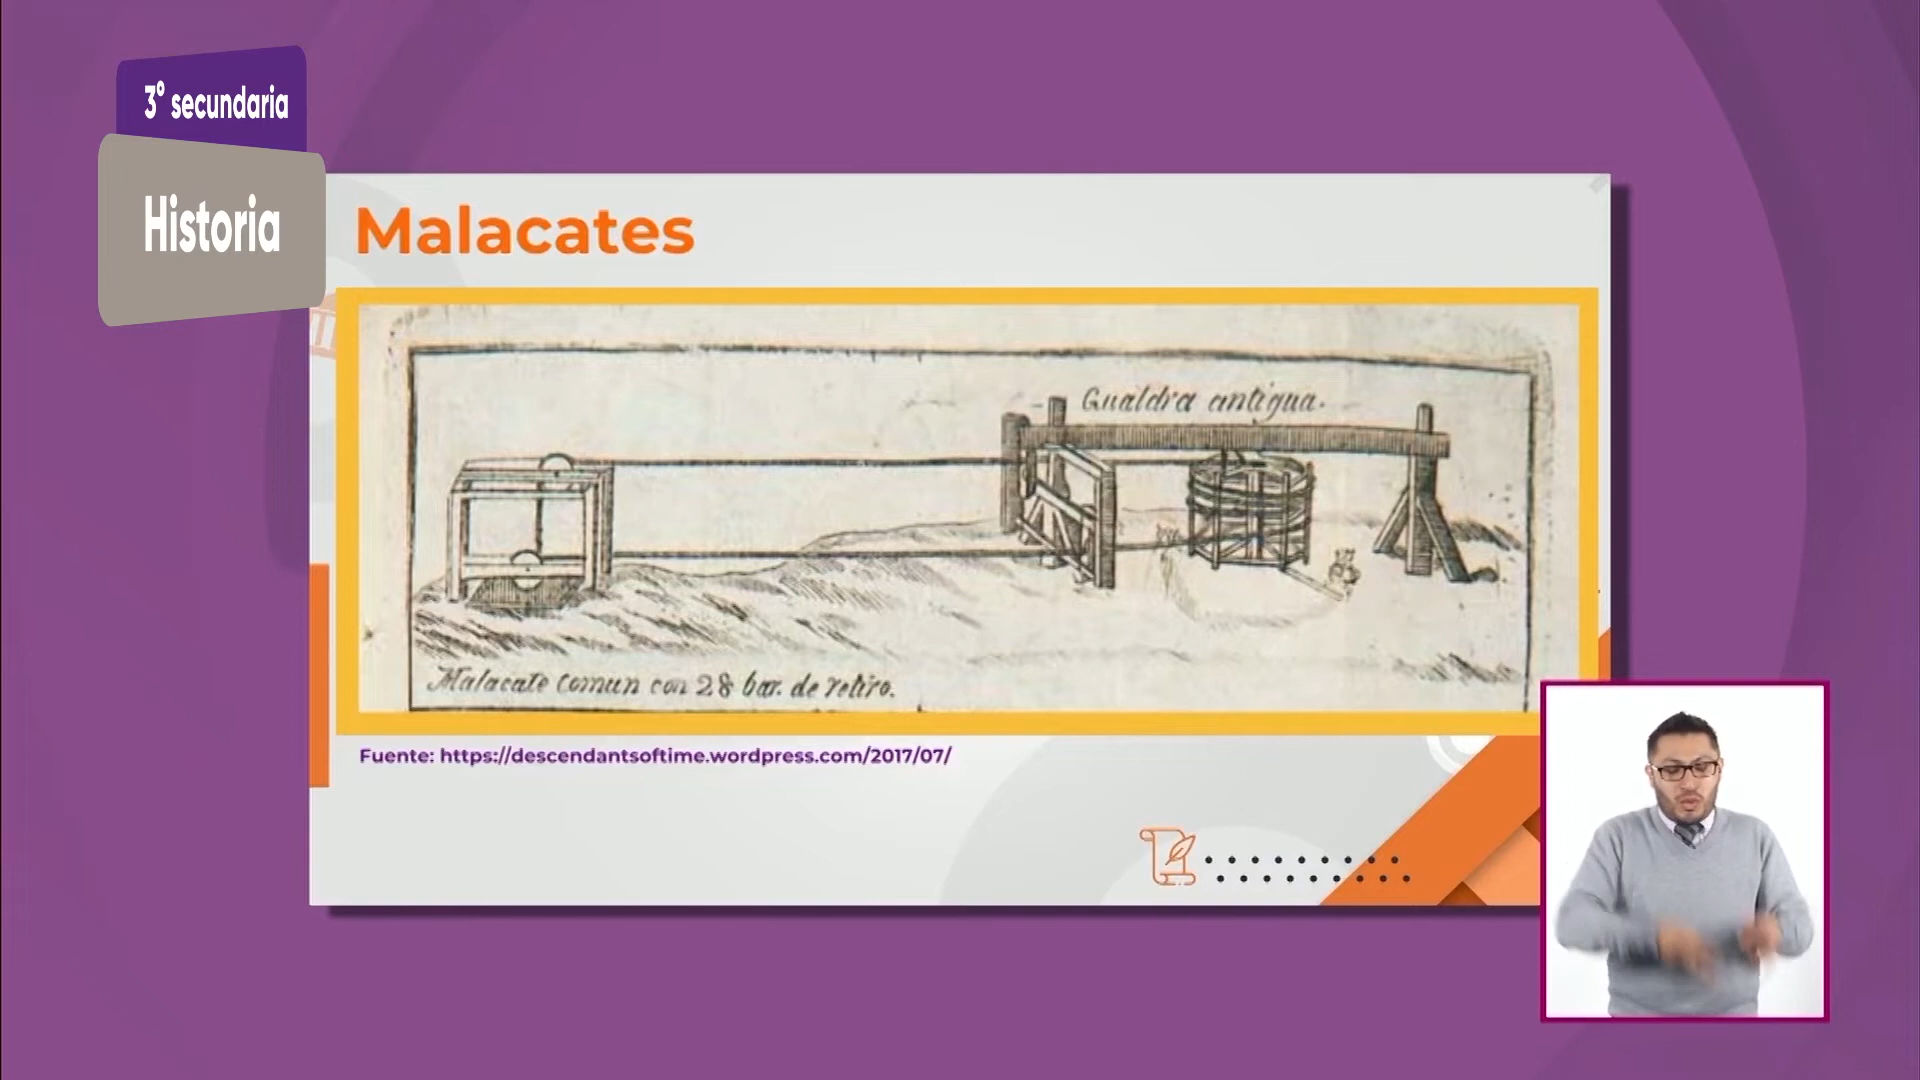 3° secundaria
Historia
Malacates
Gualdra antigua.
Malacate Comun con 28 bar. de retiro.
Fuente: https://descendantsoftime.wordpress.com/2017/07/